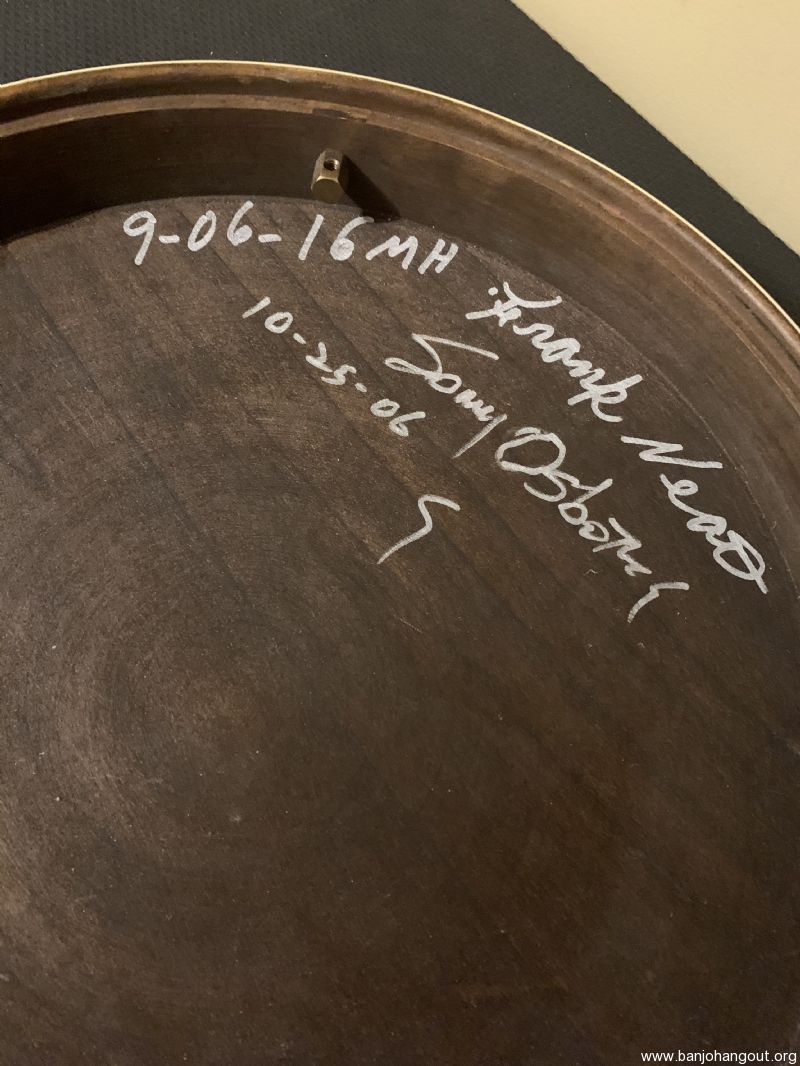 9-06-16MH
Frank Neat
10-25-06
Sonny Osborne
www.banjohangout.org